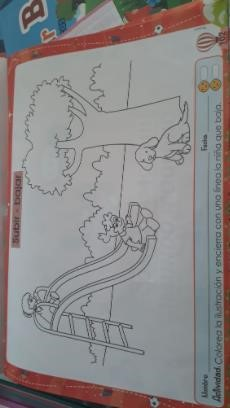 Subir - bajar
Nombre
Fecha
Actividad: Colorea la ilustración y encierra con una línea la niña que baja.